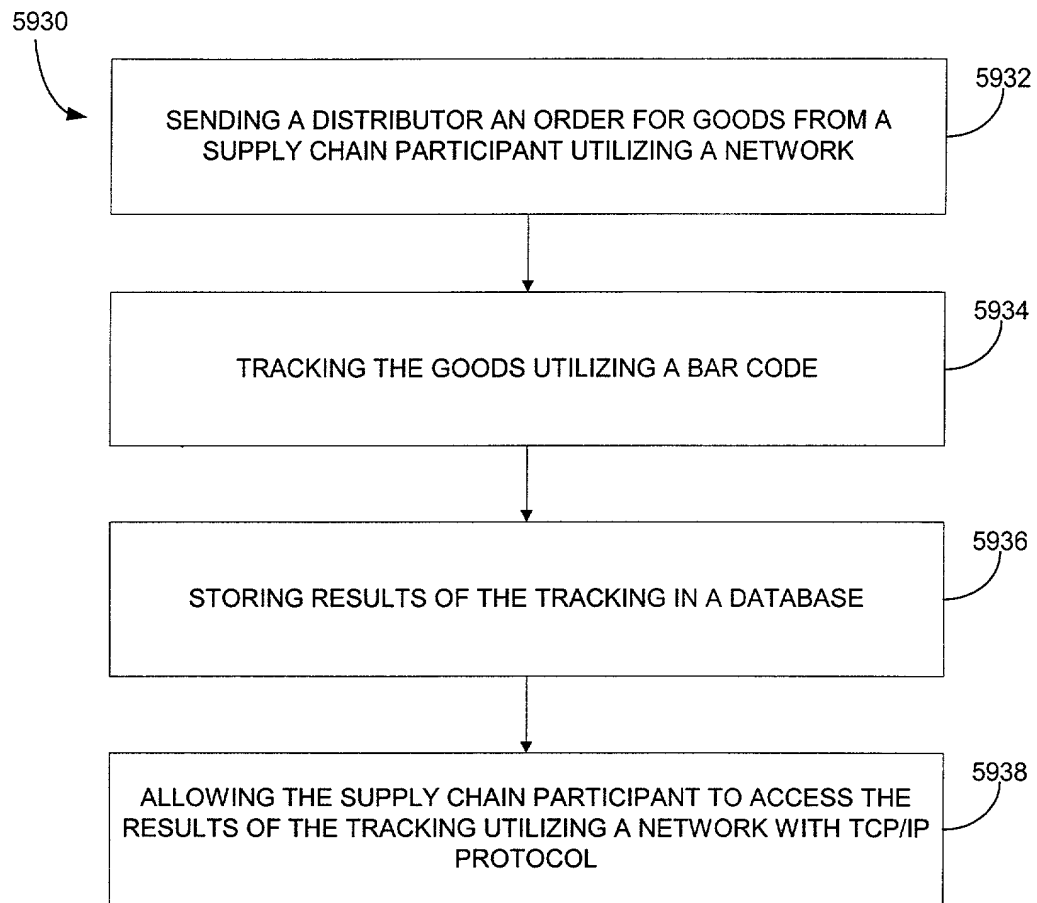 5930
5932
SENDING A DISTRIBUTOR AN ORDER FOR GOODS FROM A
SUPPLY CHAIN PARTICIPANT UTILIZING A NETWORK
5934
TRACKING THE GOODS UTILIZING A BAR CODE
5936
STORING RESULTS OF THE TRACKING IN A DATABASE
5938
ALLOWING THE SUPPLY CHAIN PARTICIPANT TO ACCESS THE
RESULTS OF THE TRACKING UTILIZING A NETWORK WITH TCP/IP
PROTOCOL